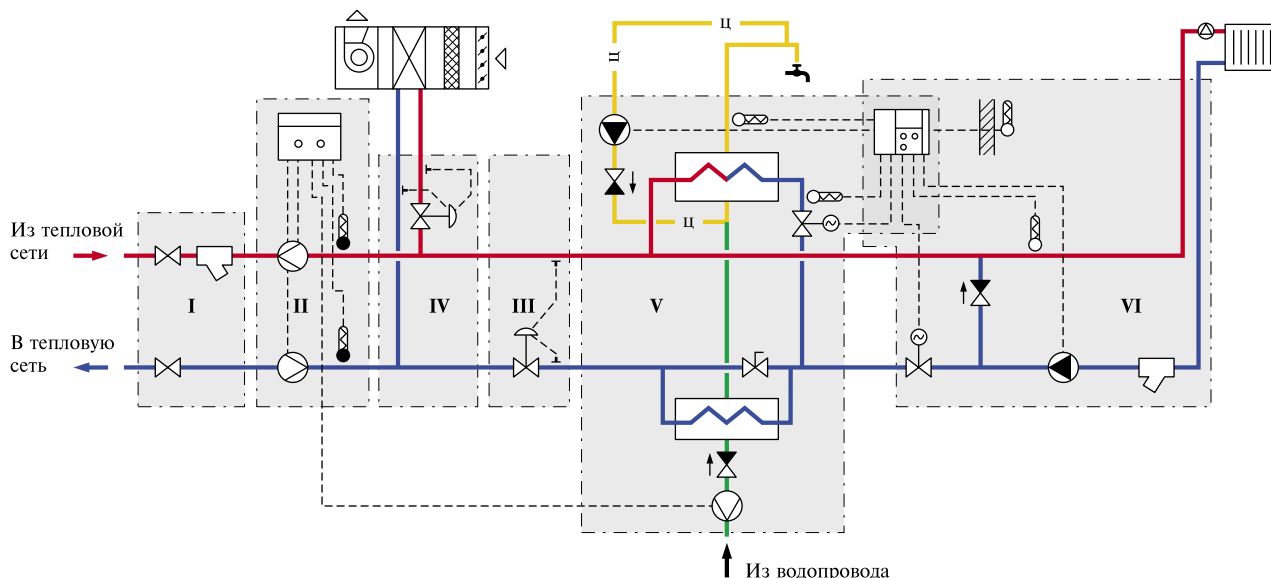 ц
ц
Из тепловой
сети
ц
I
II
IV
III
V
VI
В тепловую
сеть
Из водопровода